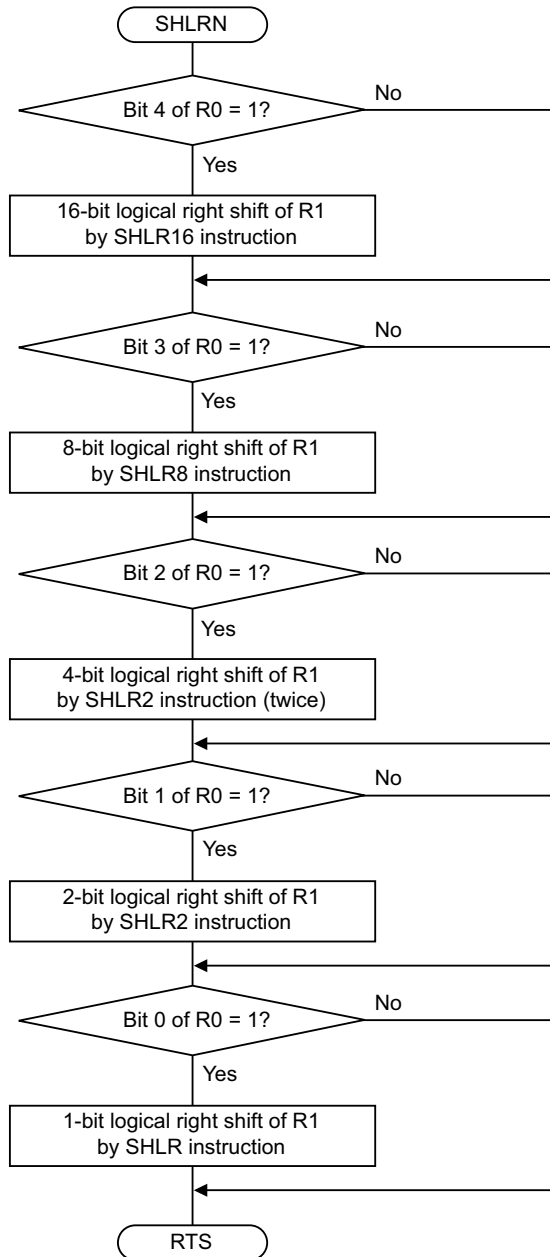 SHLRN
Bit 4 of R0 = 1?
No
Yes
16-bit logical right shift of R1
by SHLR16 instruction
Bit 3 of R0 = 1?
No
Yes
8-bit logical right shift of R1
by SHLR8 instruction
Bit 2 of R0 = 1?
No
Yes
4-bit logical right shift of R1
by SHLR2 instruction (twice)
Bit 1 of R0 = 1?
No
Yes
2-bit logical right shift of R1
by SHLR2 instruction
Bit 0 of R0 = 1?
No
Yes
1-bit logical right shift of R1
by SHLR instruction
RTS